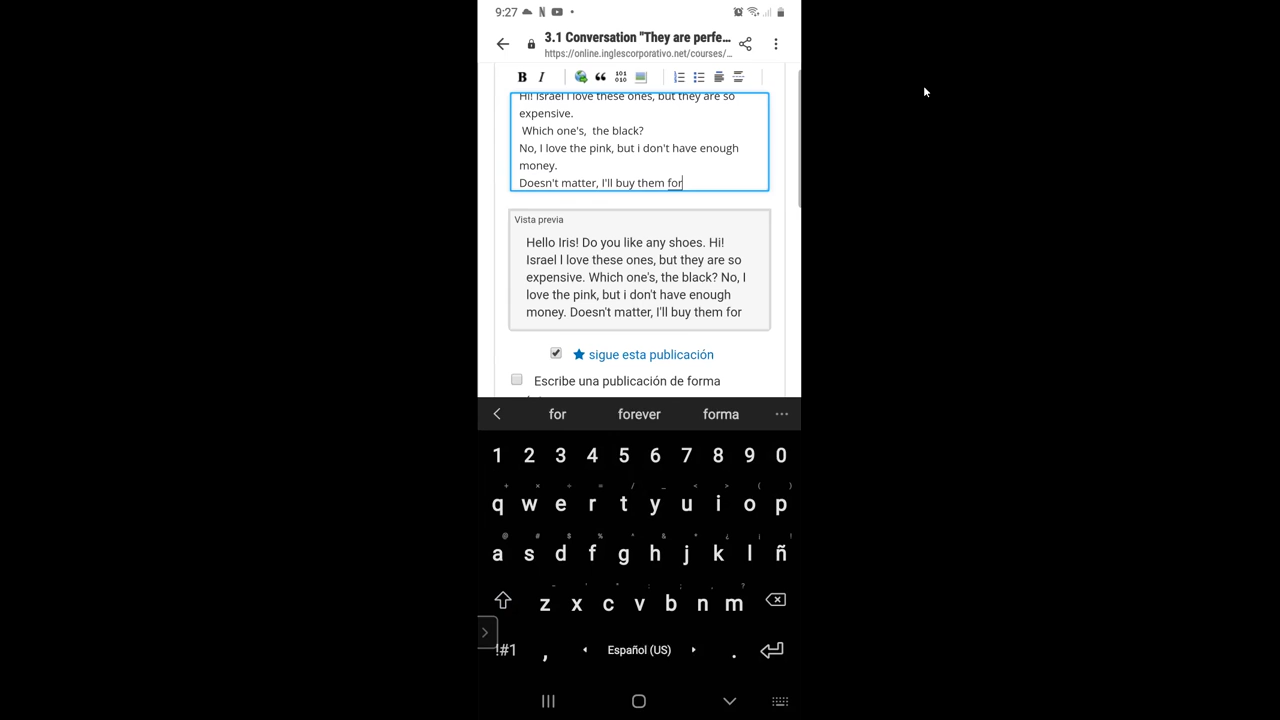 9:27
3.1 Conversation "They are perfe...
https://online.inglescorporativo.net/courses/...
B I
Hi! Israel I love these ones, but they are so
expensive.
Which one's, the black?
No, I love the pink, but i don't have enough
money.
Doesn't matter, I'll buy them for
Vista previa
Hello Iris! Do you like any shoes. Hi!
Israel I love these ones, but they are so
expensive. Which one's, the black? No, I
love the pink, but i don't have enough
money. Doesn't matter, I'll buy them for
sigue esta publicación
Escribe una publicación de forma
for forever forma
1 2 3 4 5 6 7 8 9 0
q w e r t y u i o p
a s d f g h j k l ñ
z x c v b n m
!#1 , Español (US) .